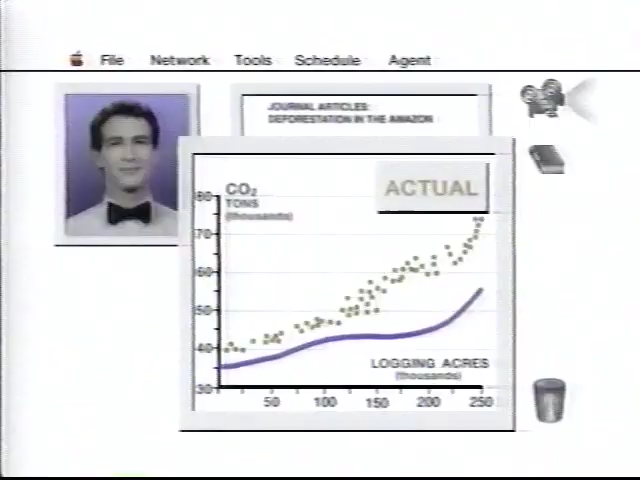 File Network Tools Schedule Agent
JOURNAL ARTICLES:
DEFORESTATION IN THE AMAZON
ACTUAL
CO₂
TONS
(thousands)
80
70
60
50
40
30
LOGGING ACRES
(thousands)
50 100 150 200 250